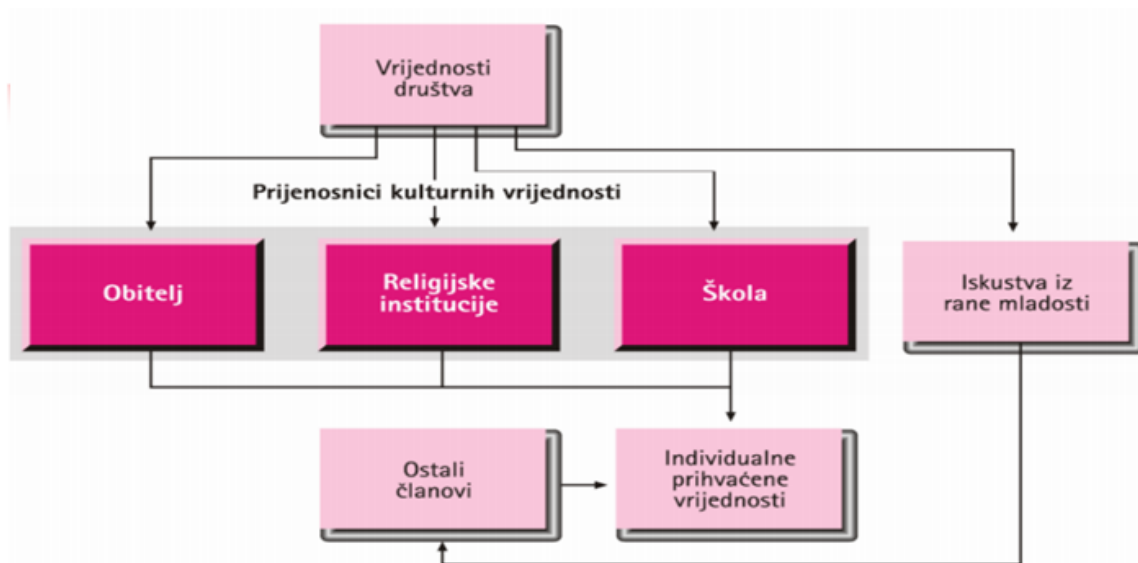 Vrijednosti
društva
Prijenosnici kulturnih vrijednosti
Obitelj
Religijske
institucije
Škola
Iskustva iz
rane mladosti
Ostali
članovi
Individualne
prihvaćene
vrijednosti